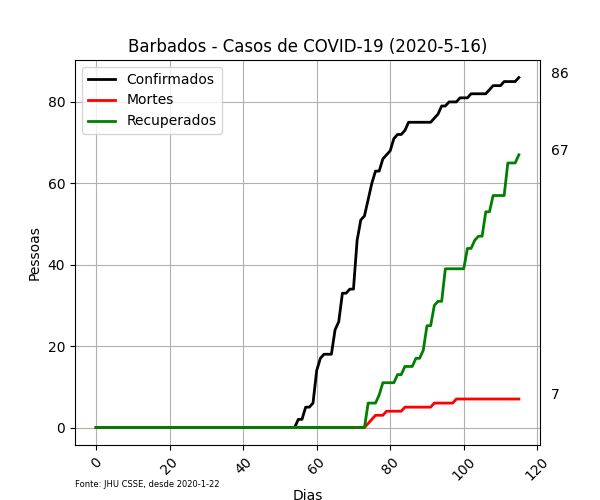 Barbados - Casos de COVID-19 (2020-5-16)
Confirmados
Mortes
Recuperados
86
67
7
Pessoas
80
60
40
20
0
0 20 40 60 80 100 120
Fonte: JHU CSSE, desde 2020-1-22
Dias